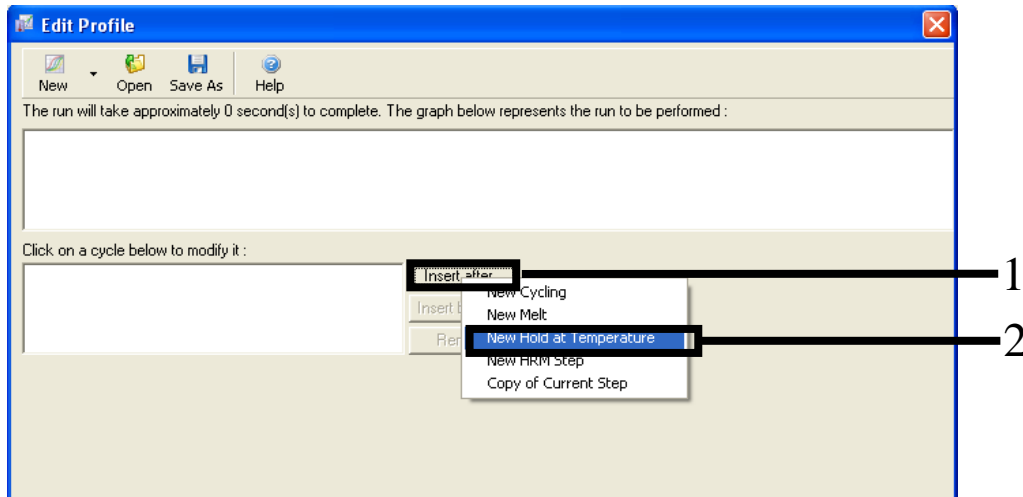 Edit Profile
New Open Save As Help
The run will take approximately 0 second(s) to complete. The graph below represents the run to be performed :
Click on a cycle below to modify it :
Insert after... 1
New Cycling
Insert
New Melt
New Hold at Temperature 2
New HRM Step
Copy of Current Step